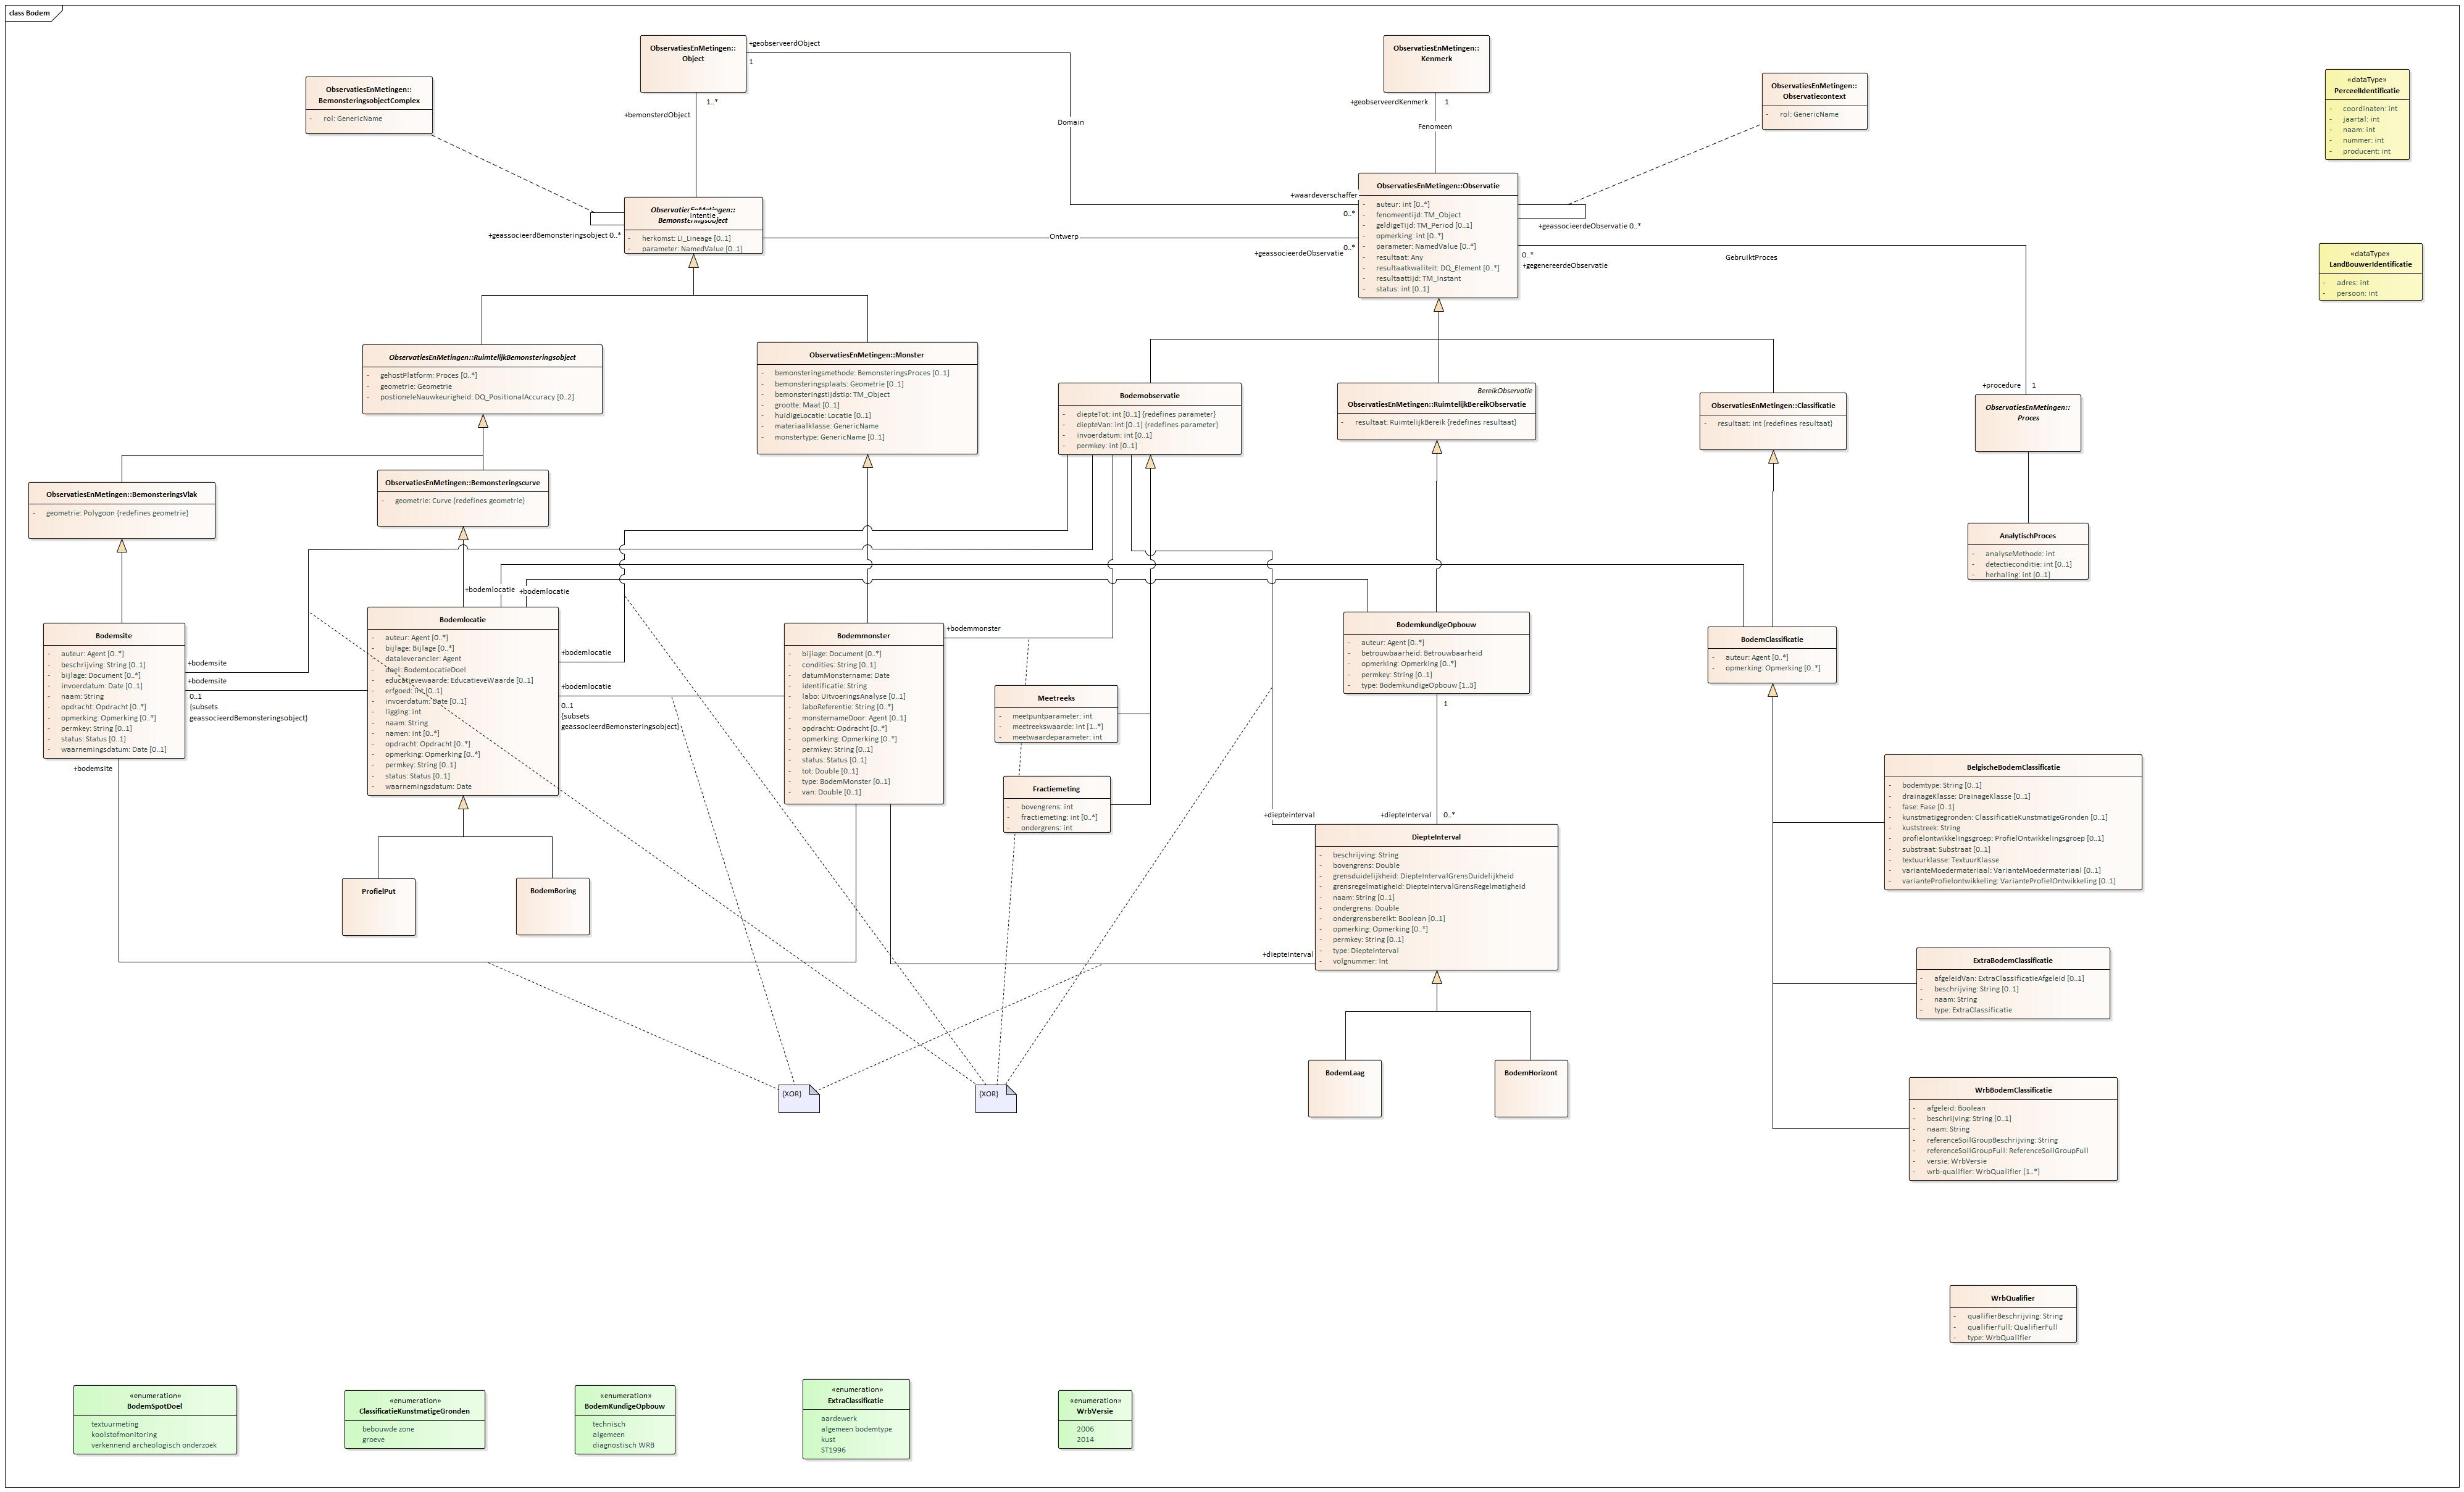 class Bodem
ObservatiesEnMetingen::
Object
+geobserveerdObject
1
ObservatiesEnMetingen::
Kenmerk
ObservatiesEnMetingen::
BemonsteringsobjectComplex
- rol: GenericName
1..*
+bemonsterdObject
Domain
+geobserveerdKenmerk
1
Fenomeen
ObservatiesEnMetingen::
Observatiecontext
- rol: GenericName
«dataType»
PerceelIdentificatie
- coordinaten: int
- jaartal: int
- naam: int
- nummer: int
- producent: int
ObservatiesEnMetingen::
Bemonsteringsobject
Intentie
- herkomst: LI_Lineage [0..1]
- parameter: NamedValue [0..1]
+geassocieerdBemonsteringsobject 0..*
Ontwerp
+waardeverschaffer
0..*
0..*
+geassocieerdeObservatie
ObservatiesEnMetingen::Observatie
- auteur: int [0..*]
- fenomeentijd: TM_Object
- geldigeTijd: TM_Period [0..1]
- opmerking: int [0..*]
- parameter: NamedValue [0..*]
- resultaat: Any
- resultaatkwaliteit: DQ_Element [0..*]
- resultaattijd: TM_Instant
- status: int [0..1]
+geassocieerdeObservatie 0..*
0..*
+gegenereerdeObservatie
GebruiktProces
«dataType»
LandBouwerIdentificatie
- adres: int
- persoon: int
ObservatiesEnMetingen::RuimtelijkBemonsteringsobject
- gehostPlatform: Proces [0..*]
- geometrie: Geometrie
- postioneleNauwkeurigheid: DQ_PositionalAccuracy [0..2]
ObservatiesEnMetingen::Monster
- bemonsteringsmethode: BemonsteringsProces [0..1]
- bemonsteringsplaats: Geometrie [0..1]
- bemonsteringstijdstip: TM_Object
- grootte: Maat [0..1]
- huidigeLocatie: Locatie [0..1]
- materiaalklasse: GenericName
- monstertype: GenericName [0..1]
Bodemobservatie
- diepteTot: int [0..1] {redefines parameter}
- diepteVan: int [0..1] {redefines parameter}
- invoerdatum: int [0..1]
- permkey: int [0..1]
BereikObservatie
ObservatiesEnMetingen::RuimtelijkBereikObservatie
- resultaat: RuimtelijkBereik {redefines resultaat}
ObservatiesEnMetingen::Classificatie
- resultaat: int {redefines resultaat}
+procedure
1
ObservatiesEnMetingen::
Proces
ObservatiesEnMetingen::BemonsteringsVlak
- geometrie: Polygoon {redefines geometrie}
ObservatiesEnMetingen::Bemonsteringscurve
- geometrie: Curve {redefines geometrie}
AnalytischProces
- analyseMethode: int
- detectieconditie: int [0..1]
- herhaling: int [0..1]
+bodemlocatie
+bodemlocatie
Bodemsite
- auteur: Agent [0..*]
- beschrijving: String [0..1]
- bijlage: Document [0..*]
- invoerdatum: Date [0..1]
- naam: String
- opdracht: Opdracht [0..*]
- opmerking: Opmerking [0..*]
- permkey: String [0..1]
- status: Status [0..1]
- waarnemingsdatum: Date [0..1]
+bodemsite
+bodemsite
0..1
{subsets
geassocieerdBemonsteringsobject}
+bodemsite
Bodemlocatie
- auteur: Agent [0..*]
- bijlage: Bijlage [0..*]
- dataleverancier: Agent
- doel: BodemLocatieDoel
- educatievewaarde: EducatieveWaarde [0..1]
- erfgoed: int [0..1]
- invoerdatum: Date [0..1]
- ligging: int
- naam: String
- namen: int [0..*]
- opdracht: Opdracht [0..*]
- opmerking: Opmerking [0..*]
- permkey: String [0..1]
- status: Status [0..1]
- waarnemingsdatum: Date
+bodemlocatie
+bodemlocatie
0..1
{subsets
geassocieerdBemonsteringsobject}
Bodemmonster
- bijlage: Document [0..*]
- condities: String [0..1]
- datumMonstername: Date
- identificatie: String
- labo: UitvoeringsAnalyse [0..1]
- laboReferentie: String [0..*]
- monsternameDoor: Agent [0..1]
- opdracht: Opdracht [0..*]
- opmerking: Opmerking [0..*]
- permkey: String [0..1]
- status: Status [0..1]
- tot: Double [0..1]
- type: BodemMonster [0..1]
- van: Double [0..1]
+bodemmonster
Meetreeks
- meetpuntparameter: int
- meetreekswaarde: int [1..*]
- meetwaardeparameter: int
Fractiemeting
- bovengrens: int
- fractiemeting: int [0..*]
- ondergrens: int
BodemkundigeOpbouw
- auteur: Agent [0..*]
- betrouwbaarheid: Betrouwbaarheid
- opmerking: Opmerking [0..*]
- permkey: String [0..1]
- type: BodemkundigeOpbouw [1..3]
1
BodemClassificatie
- auteur: Agent [0..*]
- opmerking: Opmerking [0..*]
+diepteinterval
+diepteinterval
0..*
DiepteInterval
- beschrijving: String
- bovengrens: Double
- grensduidelijkheid: DiepteIntervalGrensDuidelijkheid
- grensregelmatigheid: DiepteIntervalGrensRegelmatigheid
- naam: String [0..1]
- ondergrens: Double
- ondergrensbereikt: Boolean [0..1]
- opmerking: Opmerking [0..*]
- permkey: String [0..1]
- type: DiepteInterval
- volgnummer: Int
+diepteInterval
BelgischeBodemClassificatie
- bodemtype: String [0..1]
- drainageKlasse: DrainageKlasse [0..1]
- fase: Fase [0..1]
- kunstmatigegronden: ClassificatieKunstmatigeGronden [0..1]
- kuststreek: String
- profielontwikkelingsgroep: ProfielOntwikkelingsgroep [0..1]
- substraat: Substraat [0..1]
- textuurklasse: TextuurKlasse
- varianteMoedermateriaal: VarianteMoedermateriaal [0..1]
- varianteProfielontwikkeling: VarianteProfielOntwikkeling [0..1]
ProfielPut
BodemBoring
ExtraBodemClassificatie
- afgeleidVan: ExtraClassificatieAfgeleid [0..1]
- beschrijving: String [0..1]
- naam: String
- type: ExtraClassificatie
BodemLaag
BodemHorizont
{XOR}
{XOR}
WrbBodemClassificatie
- afgeleid: Boolean
- beschrijving: String [0..1]
- naam: String
- referenceSoilGroupBeschrijving: String
- referenceSoilGroupFull: ReferenceSoilGroupFull
- versie: WrbVersie
- wrb-qualifier: WrbQualifier [1..*]
WrbQualifier
- qualifierBeschrijving: String
- qualifierFull: QualifierFull
- type: WrbQualifier
«enumeration»
BodemSpotDoel
textuurmeting
koolstofmonitoring
verkennend archeologisch onderzoek
«enumeration»
ClassificatieKunstmatigeGronden
bebouwde zone
groeve
«enumeration»
BodemKundigeOpbouw
technisch
algemeen
diagnostisch WRB
«enumeration»
ExtraClassificatie
aardewerk
algemeen bodemtype
kust
ST1996
«enumeration»
WrbVersie
2006
2014